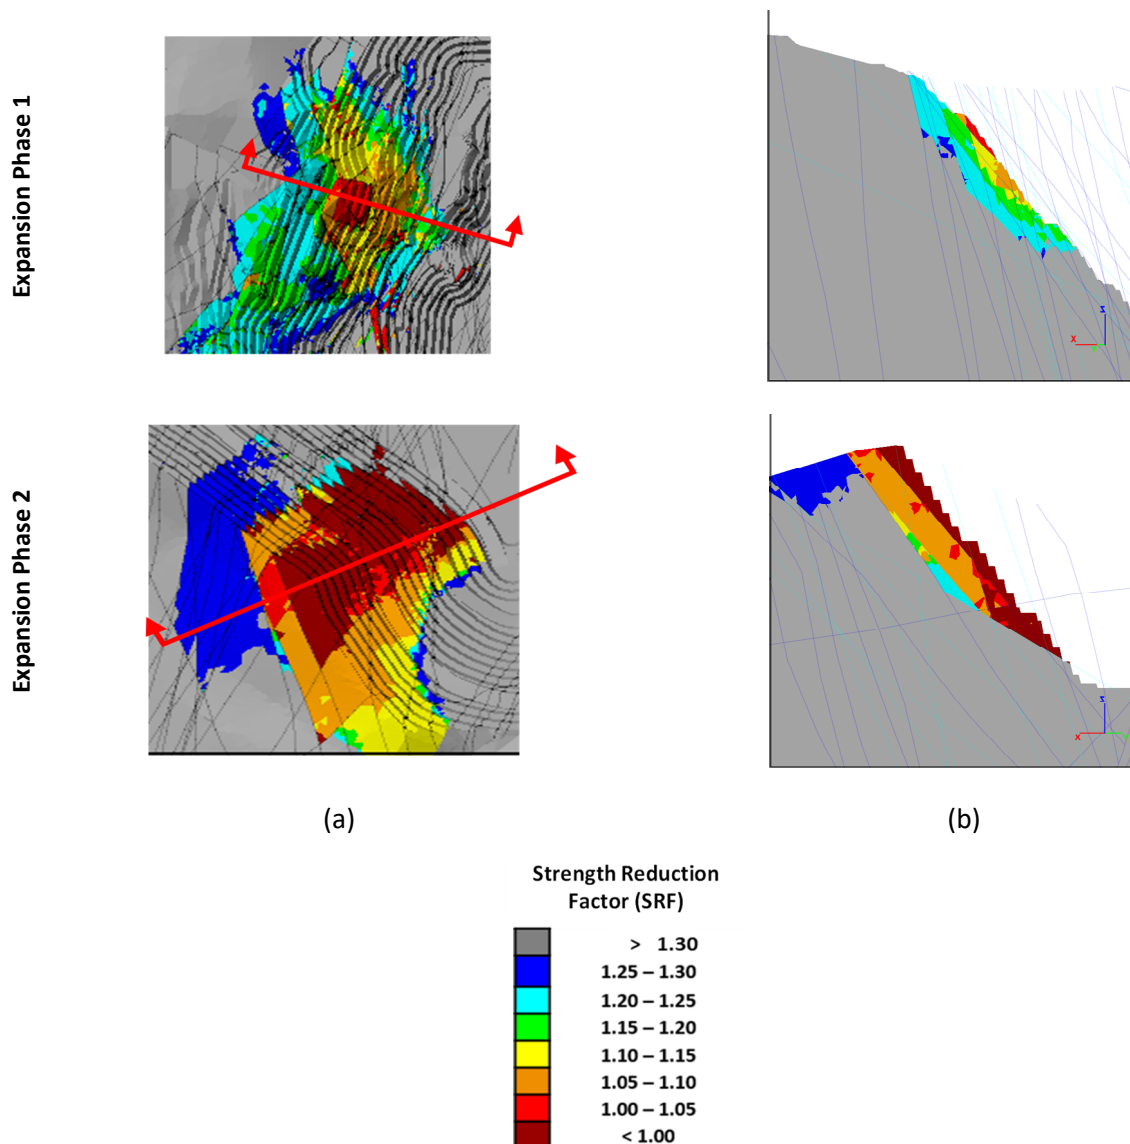 Expansion Phase 1
X
Y
Z
Expansion Phase 2
X
Y
Z
(a)
(b)
Strength Reduction
Factor (SRF)
> 1.30
1.25 – 1.30
1.20 – 1.25
1.15 – 1.20
1.10 – 1.15
1.05 – 1.10
1.00 – 1.05
< 1.00